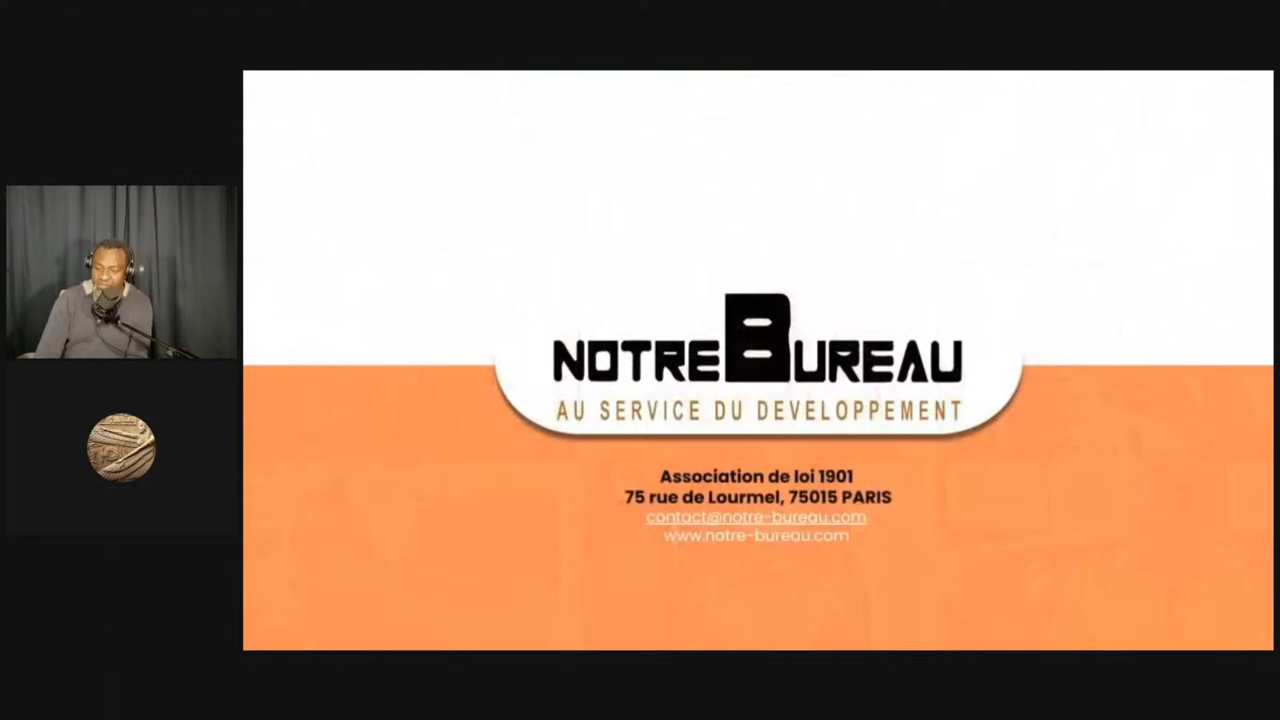 NOTREBUREAU
AU SERVICE DU DEVELOPPEMENT
Association de loi 1901
75 rue de Lourmel, 75015 PARIS
contact@notre-bureau.com
www.notre-bureau.com